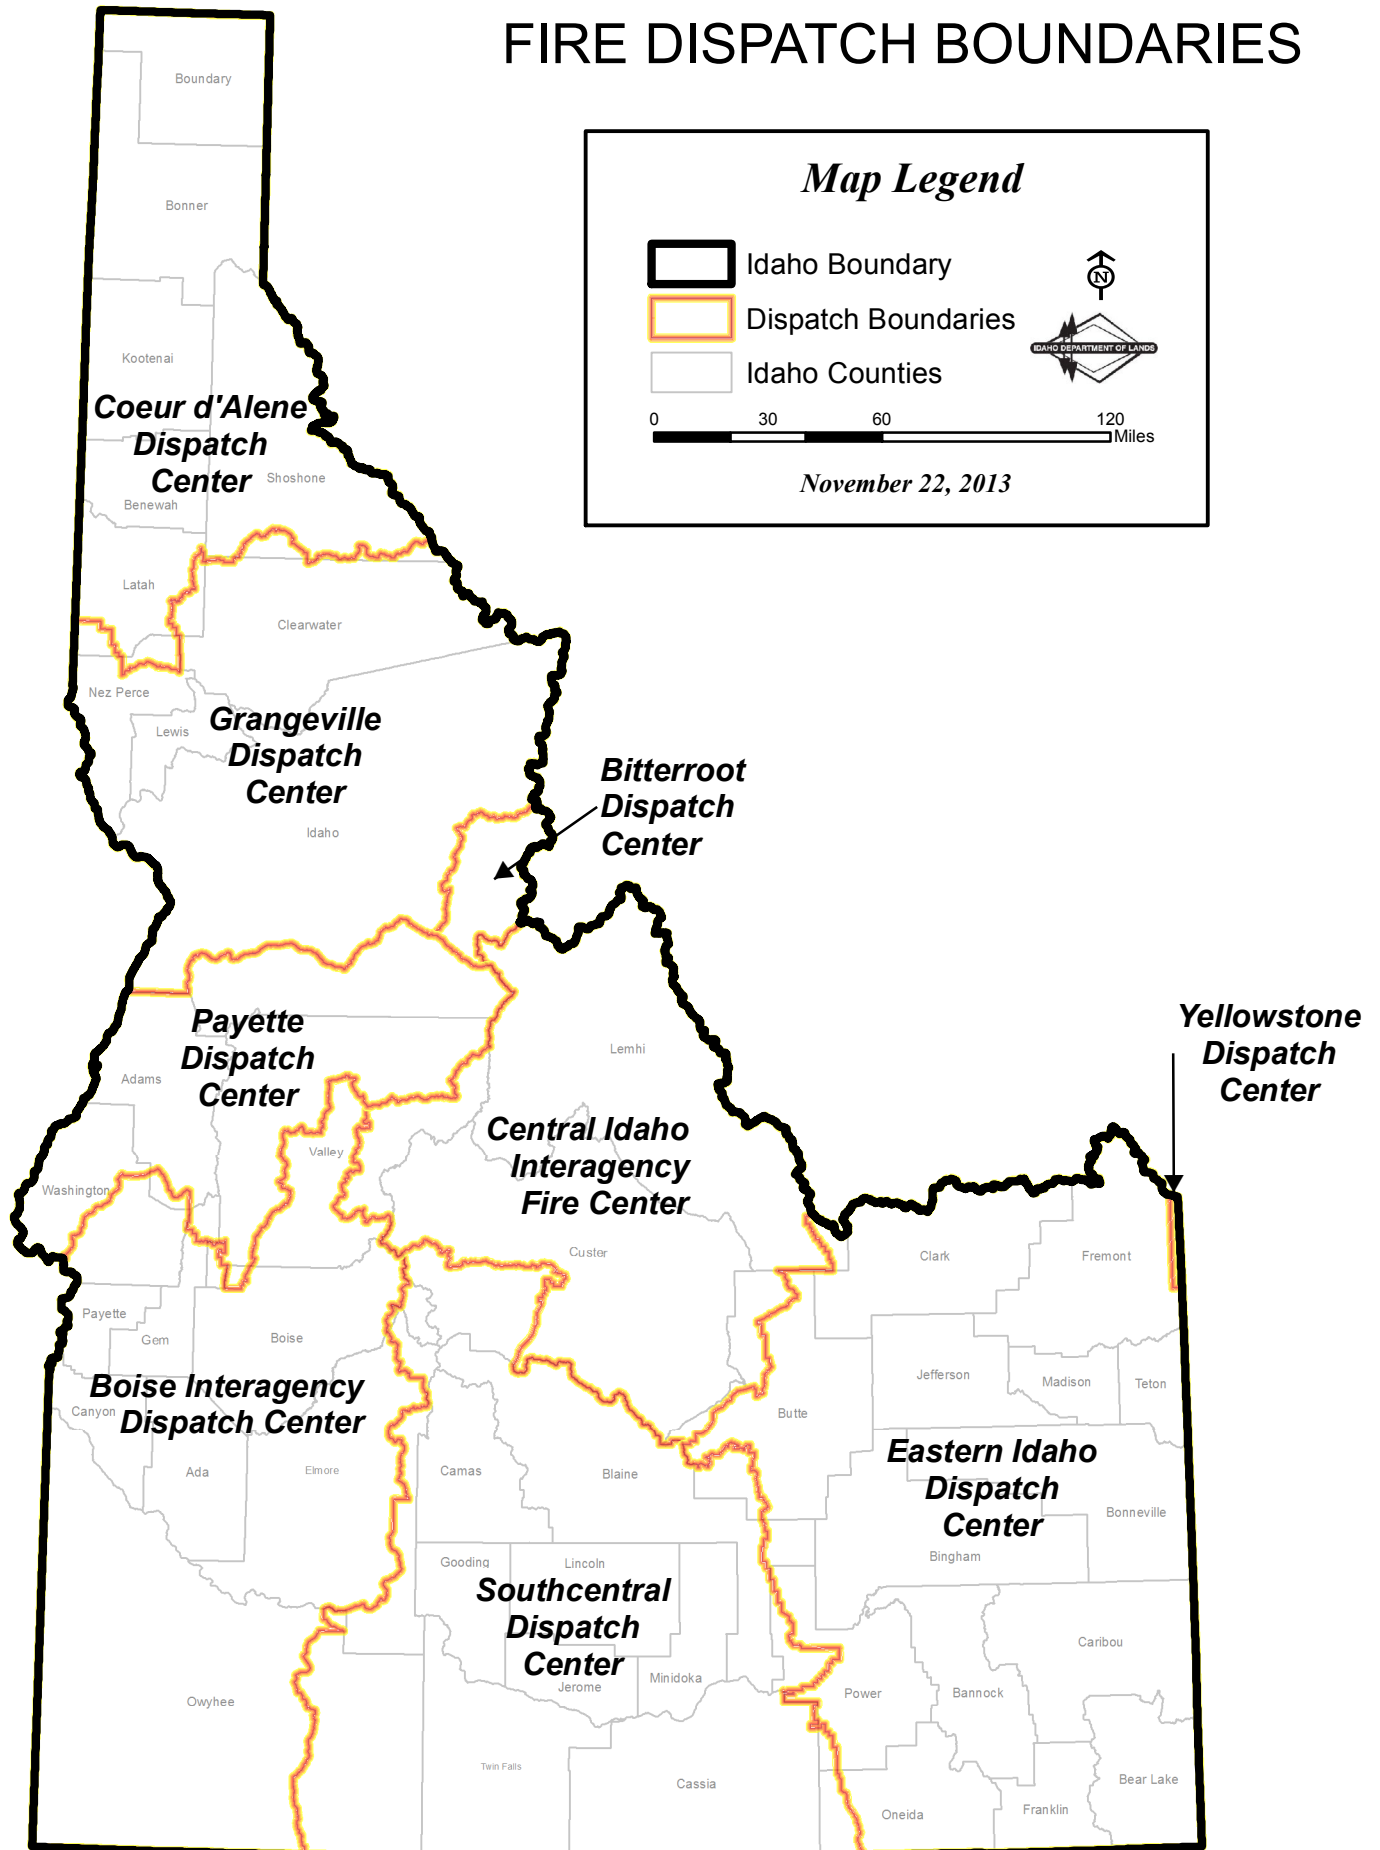 FIRE DISPATCH BOUNDARIES
Map Legend
Idaho Boundary
Dispatch Boundaries
Idaho Counties
N
IDAHO DEPARTMENT OF LANDS
0 30 60 120
Miles
November 22, 2013
Boundary
Bonner
Kootenai
Coeur d'Alene
Dispatch
Center
Shoshone
Benewah
Latah
Clearwater
Nez Perce
Lewis
Grangeville
Dispatch
Center
Idaho
Bitterroot
Dispatch
Center
Payette
Dispatch
Center
Adams
Lemhi
Yellowstone
Dispatch
Center
Central Idaho
Interagency
Fire Center
Valley
Washington
Custer
Clark
Fremont
Payette
Gem
Boise
Boise Interagency
Dispatch Center
Canyon
Ada
Elmore
Jefferson
Madison
Teton
Butte
Camas
Blaine
Eastern Idaho
Dispatch
Center
Bonneville
Bingham
Gooding
Lincoln
Southcentral
Dispatch
Center
Jerome
Minidoka
Caribou
Power
Bannock
Owyhee
Twin Falls
Cassia
Bear Lake
Oneida
Franklin